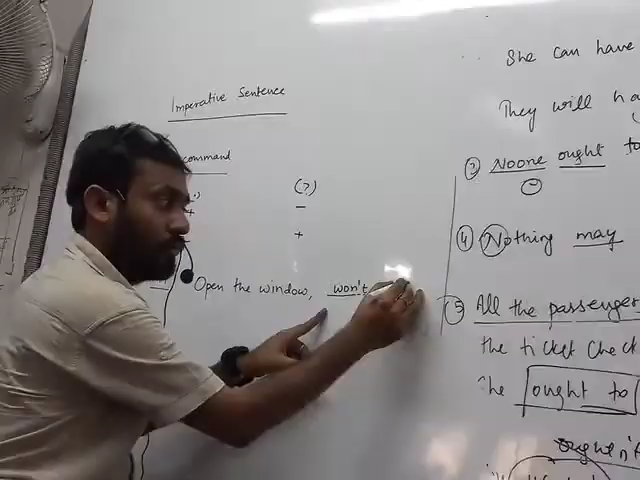 Imperative Sentence
command
(?)
+ -
+
Open the window, won't
She can have
They will ha
③ Noone ought to
④ Nothing may
⑤ All the passenger
the ticket check
The ought to
oughtn't